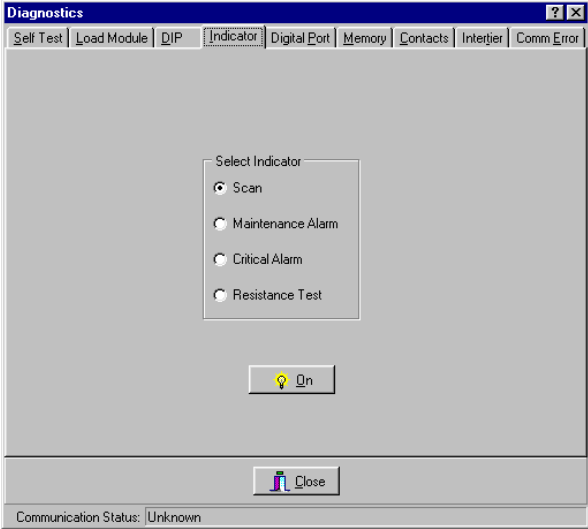 Diagnostics
Self Test Load Module DIP Indicator Digital Port Memory Contacts Intertier Comm Error
Select Indicator
Scan
Maintenance Alarm
Critical Alarm
Resistance Test
On
Close
Communication Status: Unknown